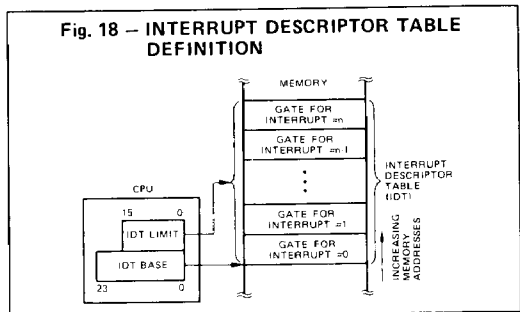 Fig. 18 – INTERRUPT DESCRIPTOR TABLE
DEFINITION
MEMORY
GATE FOR
INTERRUPT =n
GATE FOR
INTERRUPT =n-1
INTERRUPT
DESCRIPTOR
TABLE
(IDT)
CPU
15 0
IDT LIMIT
IDT BASE
23 0
GATE FOR
INTERRUPT =1
GATE FOR
INTERRUPT =0
INCREASING
MEMORY
ADDRESSES